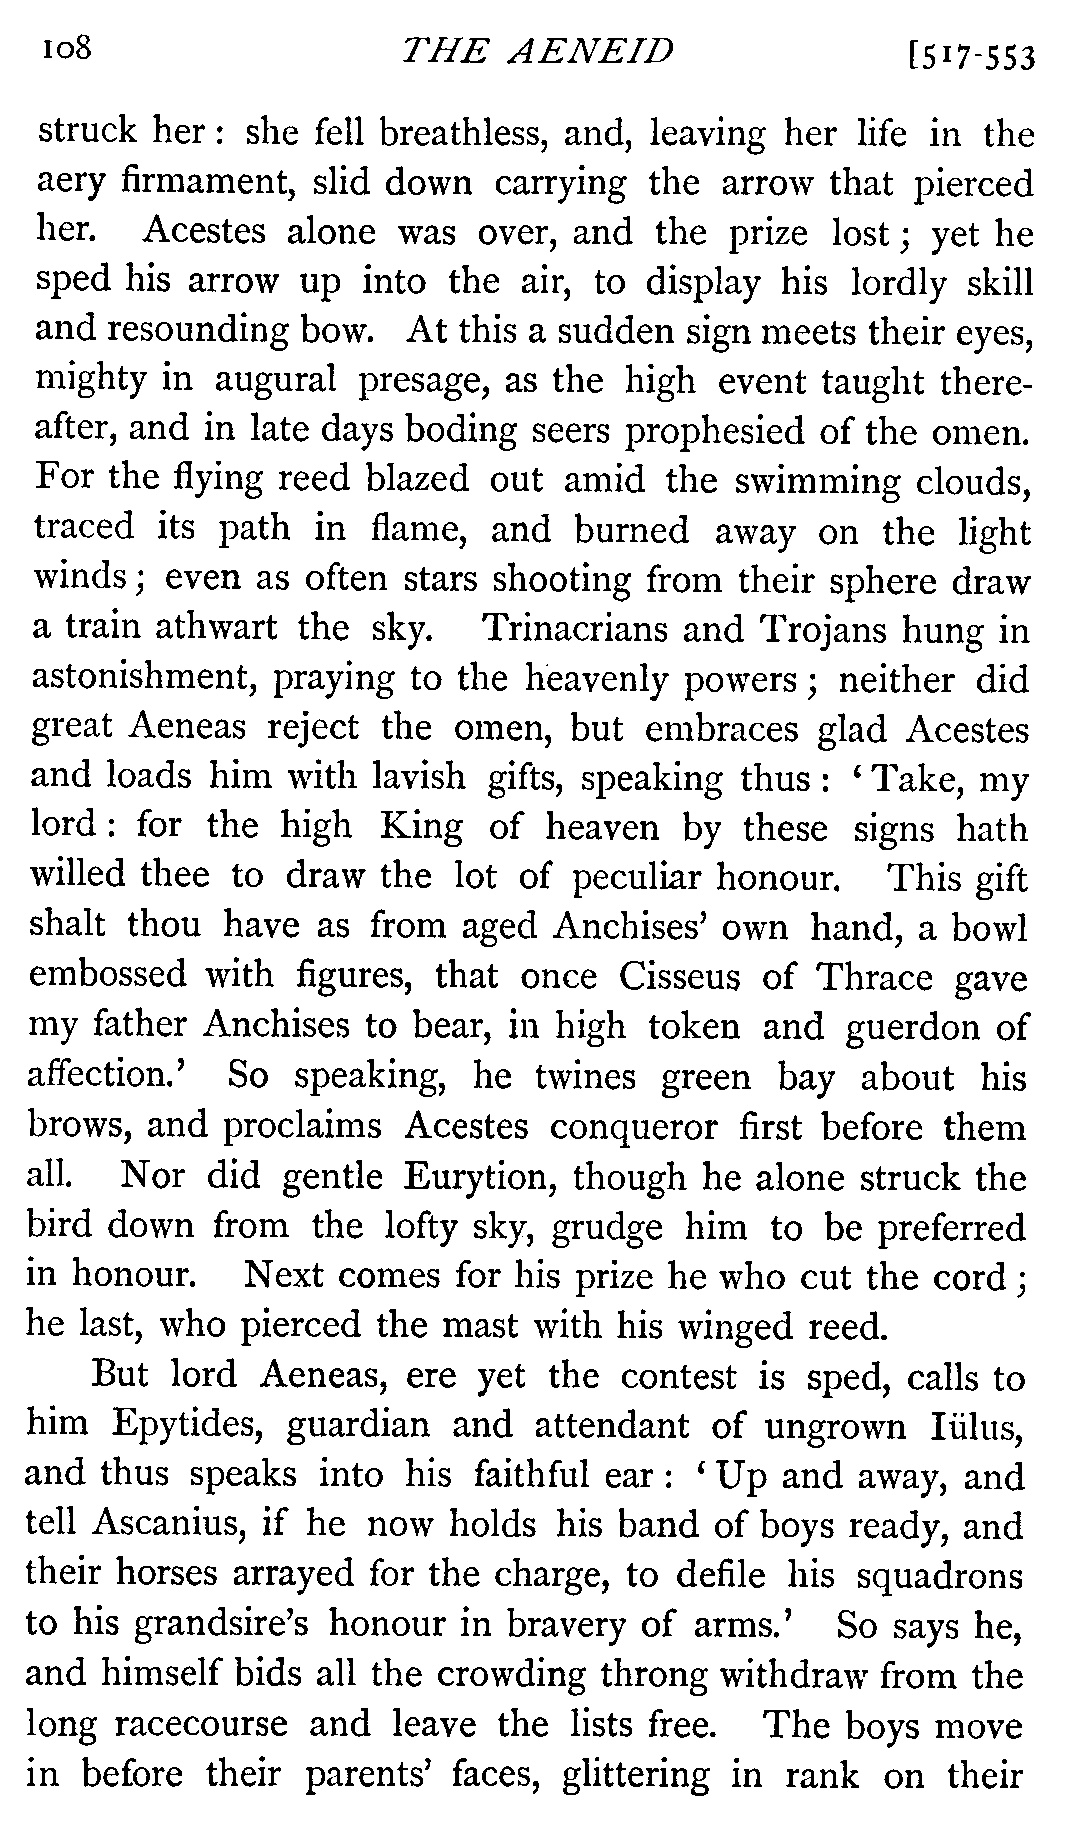 108 THE AENEID [517-553
struck her : she fell breathless, and, leaving her life in the
aery firmament, slid down carrying the arrow that pierced
her. Acestes alone was over, and the prize lost ; yet he
sped his arrow up into the air, to display his lordly skill
and resounding bow. At this a sudden sign meets their eyes,
mighty in augural presage, as the high event taught there-
after, and in late days boding seers prophesied of the omen.
For the flying reed blazed out amid the swimming clouds,
traced its path in flame, and burned away on the light
winds ; even as often stars shooting from their sphere draw
a train athwart the sky. Trinacrians and Trojans hung in
astonishment, praying to the heavenly powers ; neither did
great Aeneas reject the omen, but embraces glad Acestes
and loads him with lavish gifts, speaking thus : ‘ Take, my
lord : for the high King of heaven by these signs hath
willed thee to draw the lot of peculiar honour. This gift
shalt thou have as from aged Anchises’ own hand, a bowl
embossed with figures, that once Cisseus of Thrace gave
my father Anchises to bear, in high token and guerdon of
affection.’ So speaking, he twines green bay about his
brows, and proclaims Acestes conqueror first before them
all. Nor did gentle Eurytion, though he alone struck the
bird down from the lofty sky, grudge him to be preferred
in honour. Next comes for his prize he who cut the cord ;
he last, who pierced the mast with his winged reed.
But lord Aeneas, ere yet the contest is sped, calls to
him Epytides, guardian and attendant of ungrown Iülus,
and thus speaks into his faithful ear : ‘ Up and away, and
tell Ascanius, if he now holds his band of boys ready, and
their horses arrayed for the charge, to defile his squadrons
to his grandsire’s honour in bravery of arms.’ So says he,
and himself bids all the crowding throng withdraw from the
long racecourse and leave the lists free. The boys move
in before their parents’ faces, glittering in rank on their